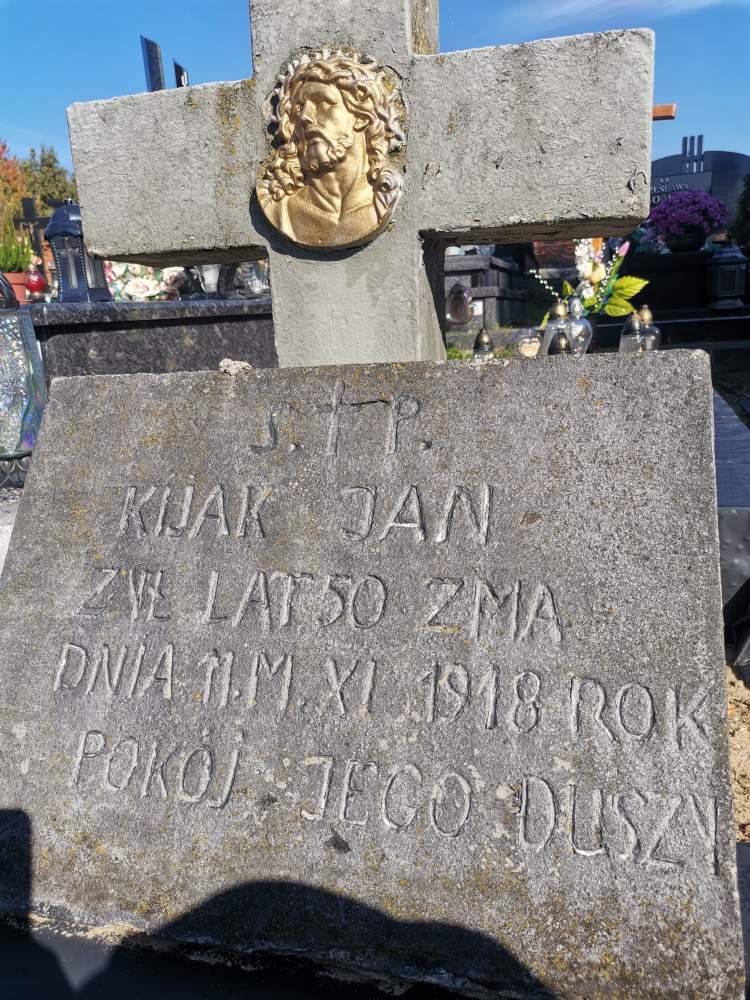 Ś. † P.
KIJAK JAN
ŻYŁ LAT 50 ZMA
DNIA 11. M. XI 1918 ROK
POKÓJ JEGO DUSZY